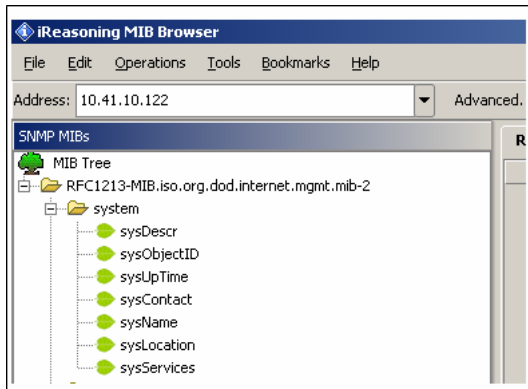 iReasoning MIB Browser
File Edit Operations Tools Bookmarks Help
Address: 10.41.10.122 Advanced.
SNMP MIBs
MIB Tree
RFC1213-MIB.iso.org.dod.internet.mgmt.mib-2
system
sysDescr
sysObjectID
sysUpTime
sysContact
sysName
sysLocation
sysServices